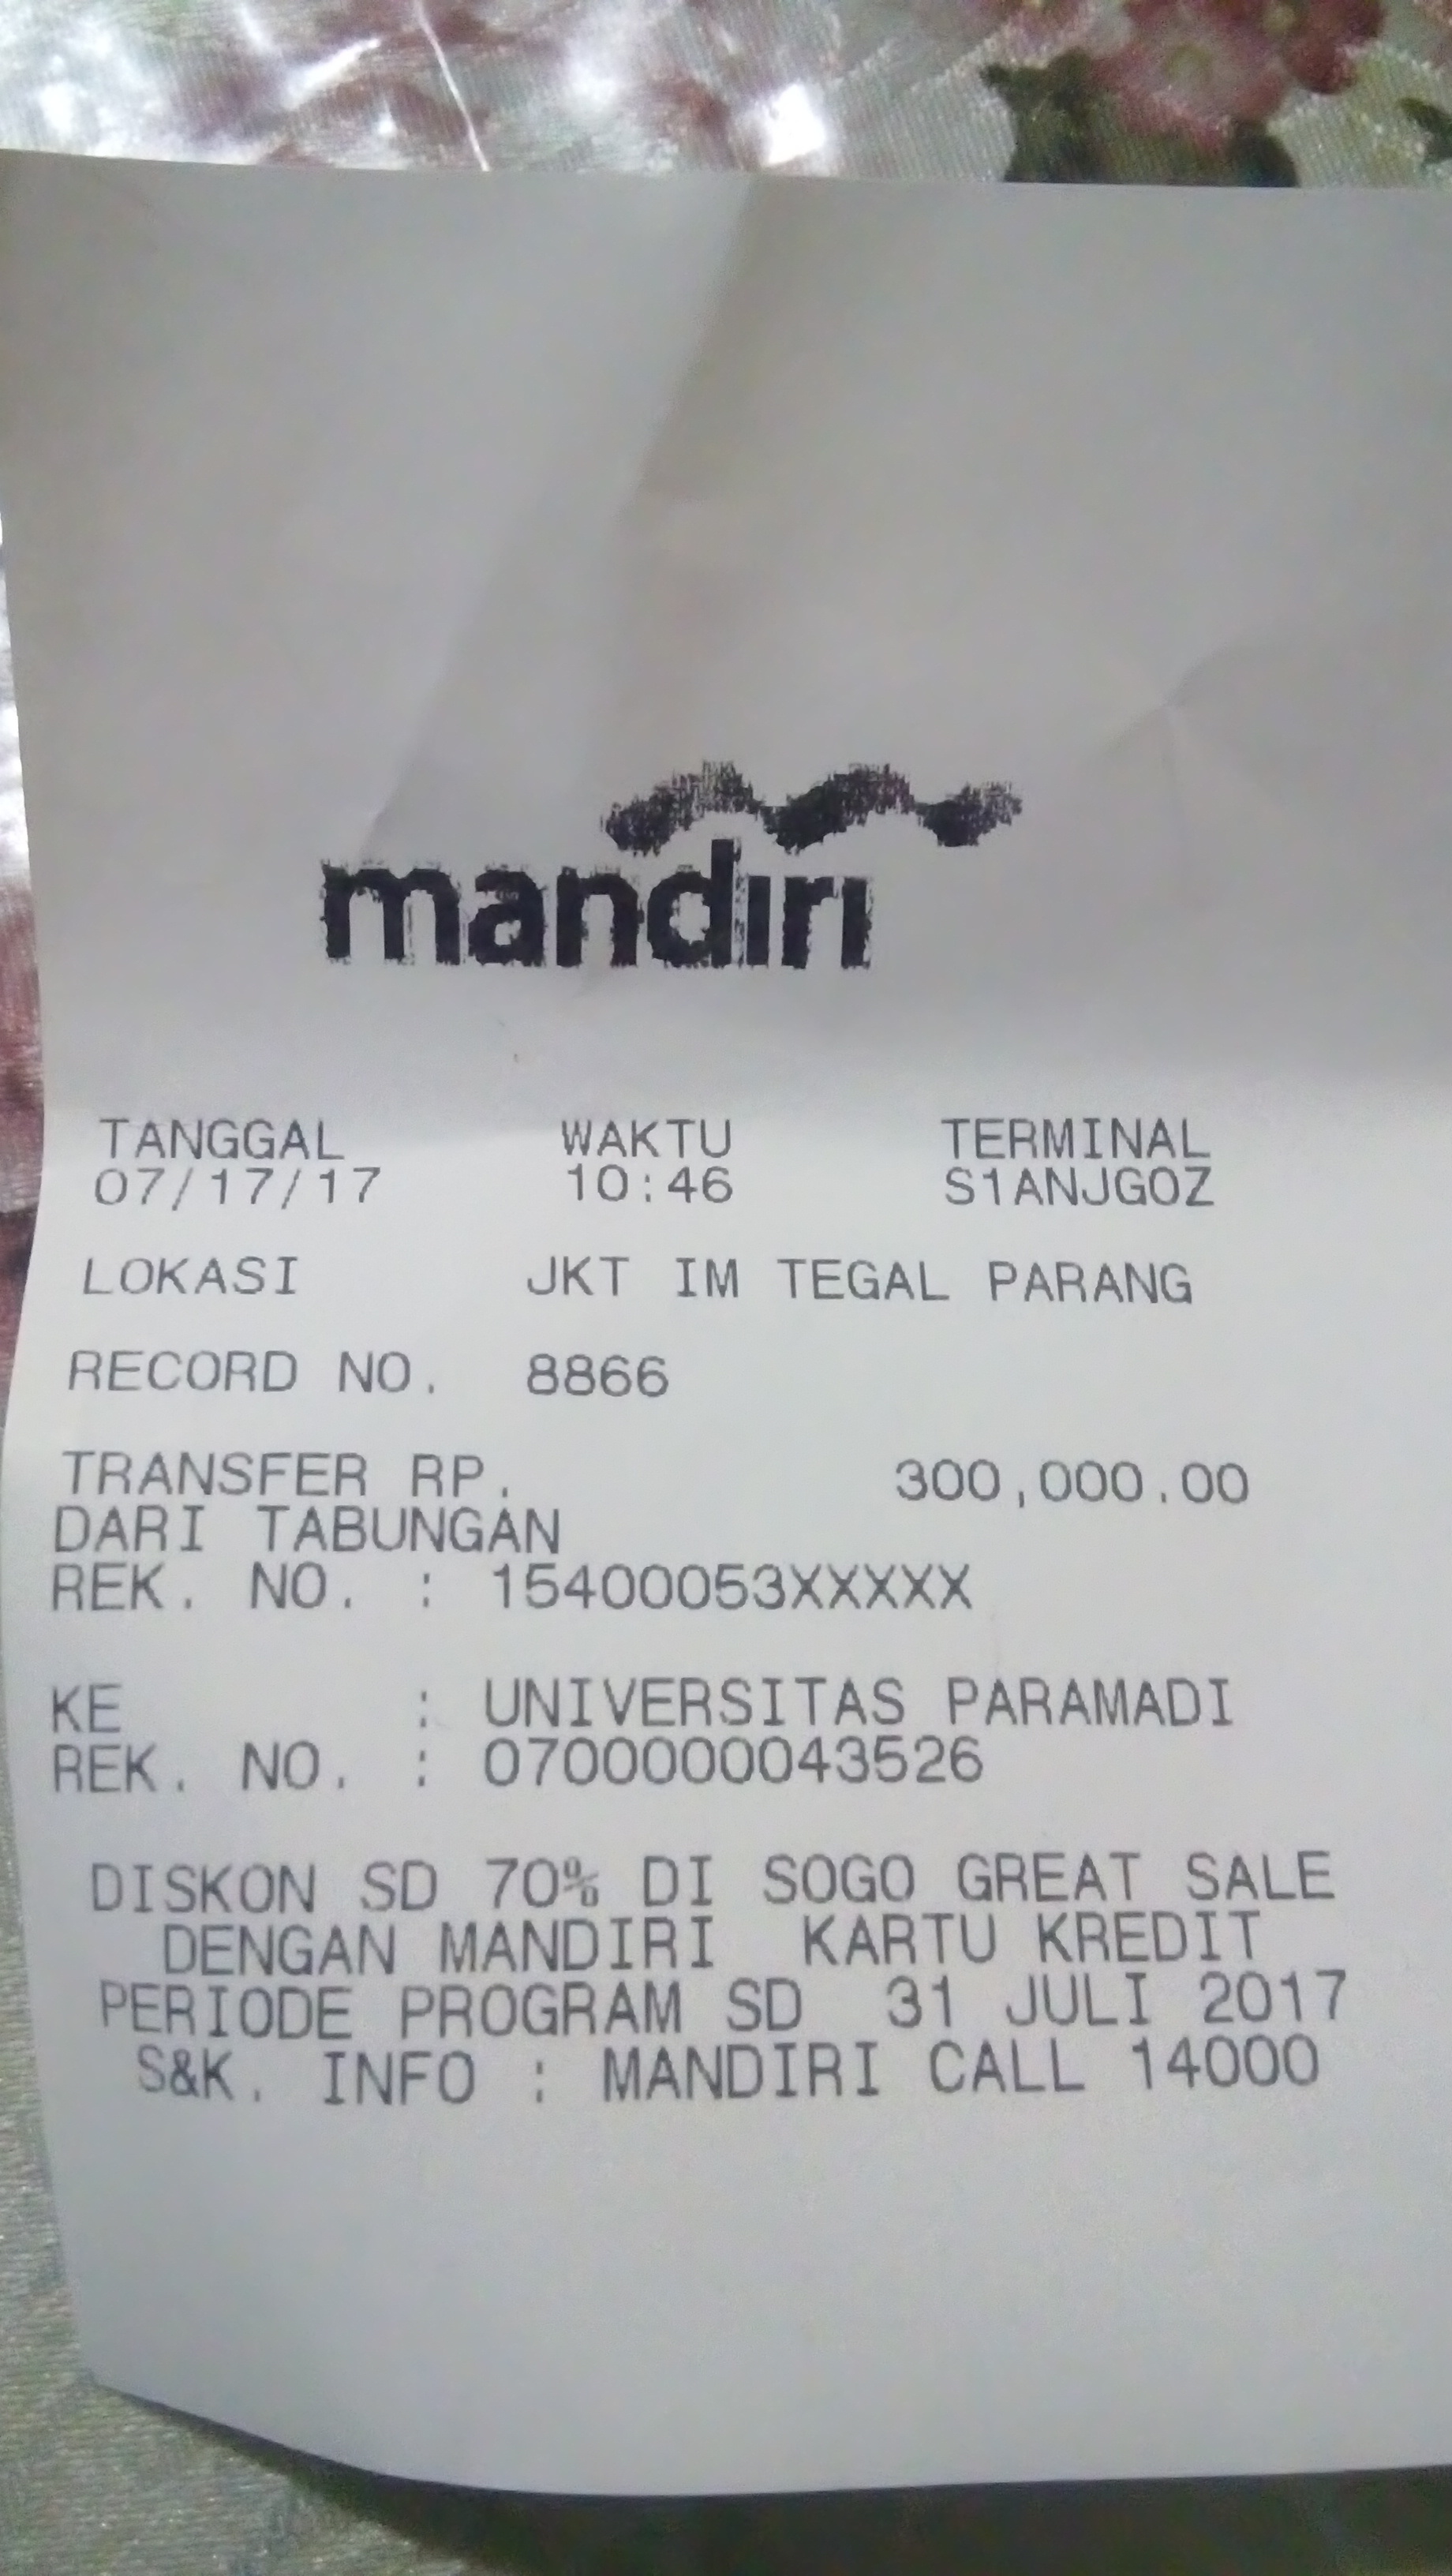 mandiri
TANGGAL WAKTU TERMINAL
07/17/17 10:46 S1ANJGOZ
LOKASI JKT IM TEGAL PARANG
RECORD NO. 8866
TRANSFER RP. 300,000.00
DARI TABUNGAN
REK. NO. : 15400053XXXXX
KE : UNIVERSITAS PARAMADI
REK. NO. : 0700000043526
DISKON SD 70% DI SOGO GREAT SALE
DENGAN MANDIRI KARTU KREDIT
PERIODE PROGRAM SD 31 JULI 2017
S&K. INFO : MANDIRI CALL 14000